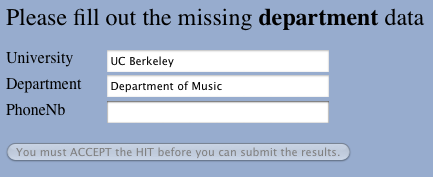 Please fill out the missing department data
University UC Berkeley
Department Department of Music
PhoneNb
You must ACCEPT the HIT before you can submit the results.